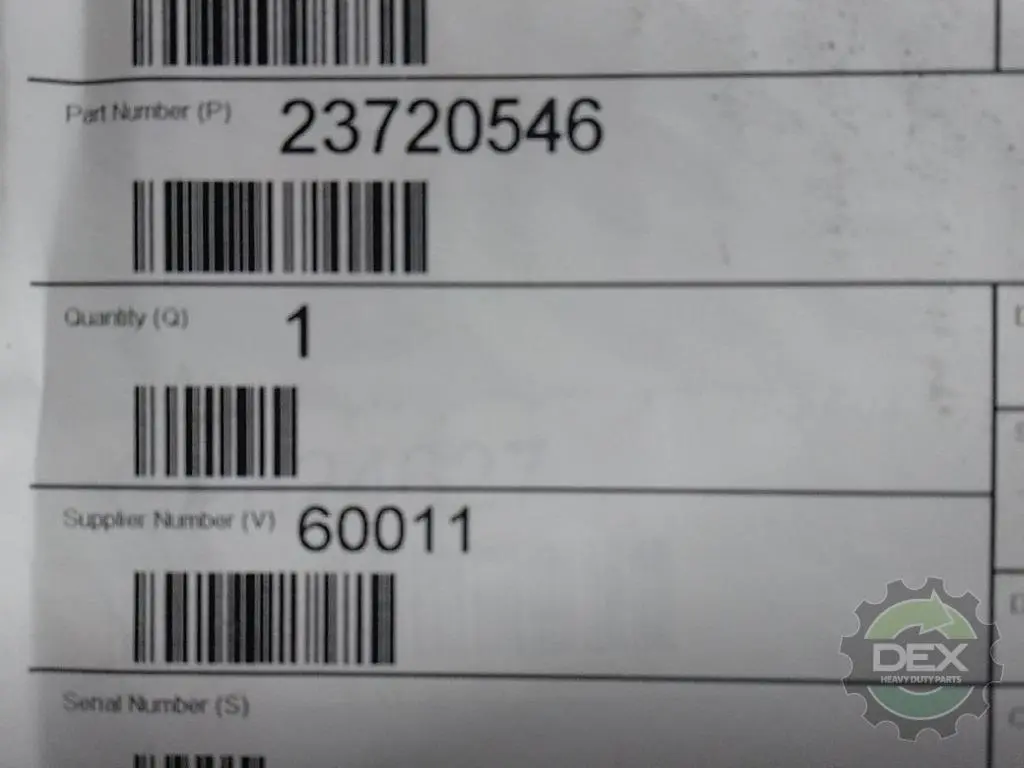 Part Number (P) 23720546
Quantity (Q) 1
Supplier Number (V) 60011
Serial Number (S)
DEX
HEAVY DUTY PARTS